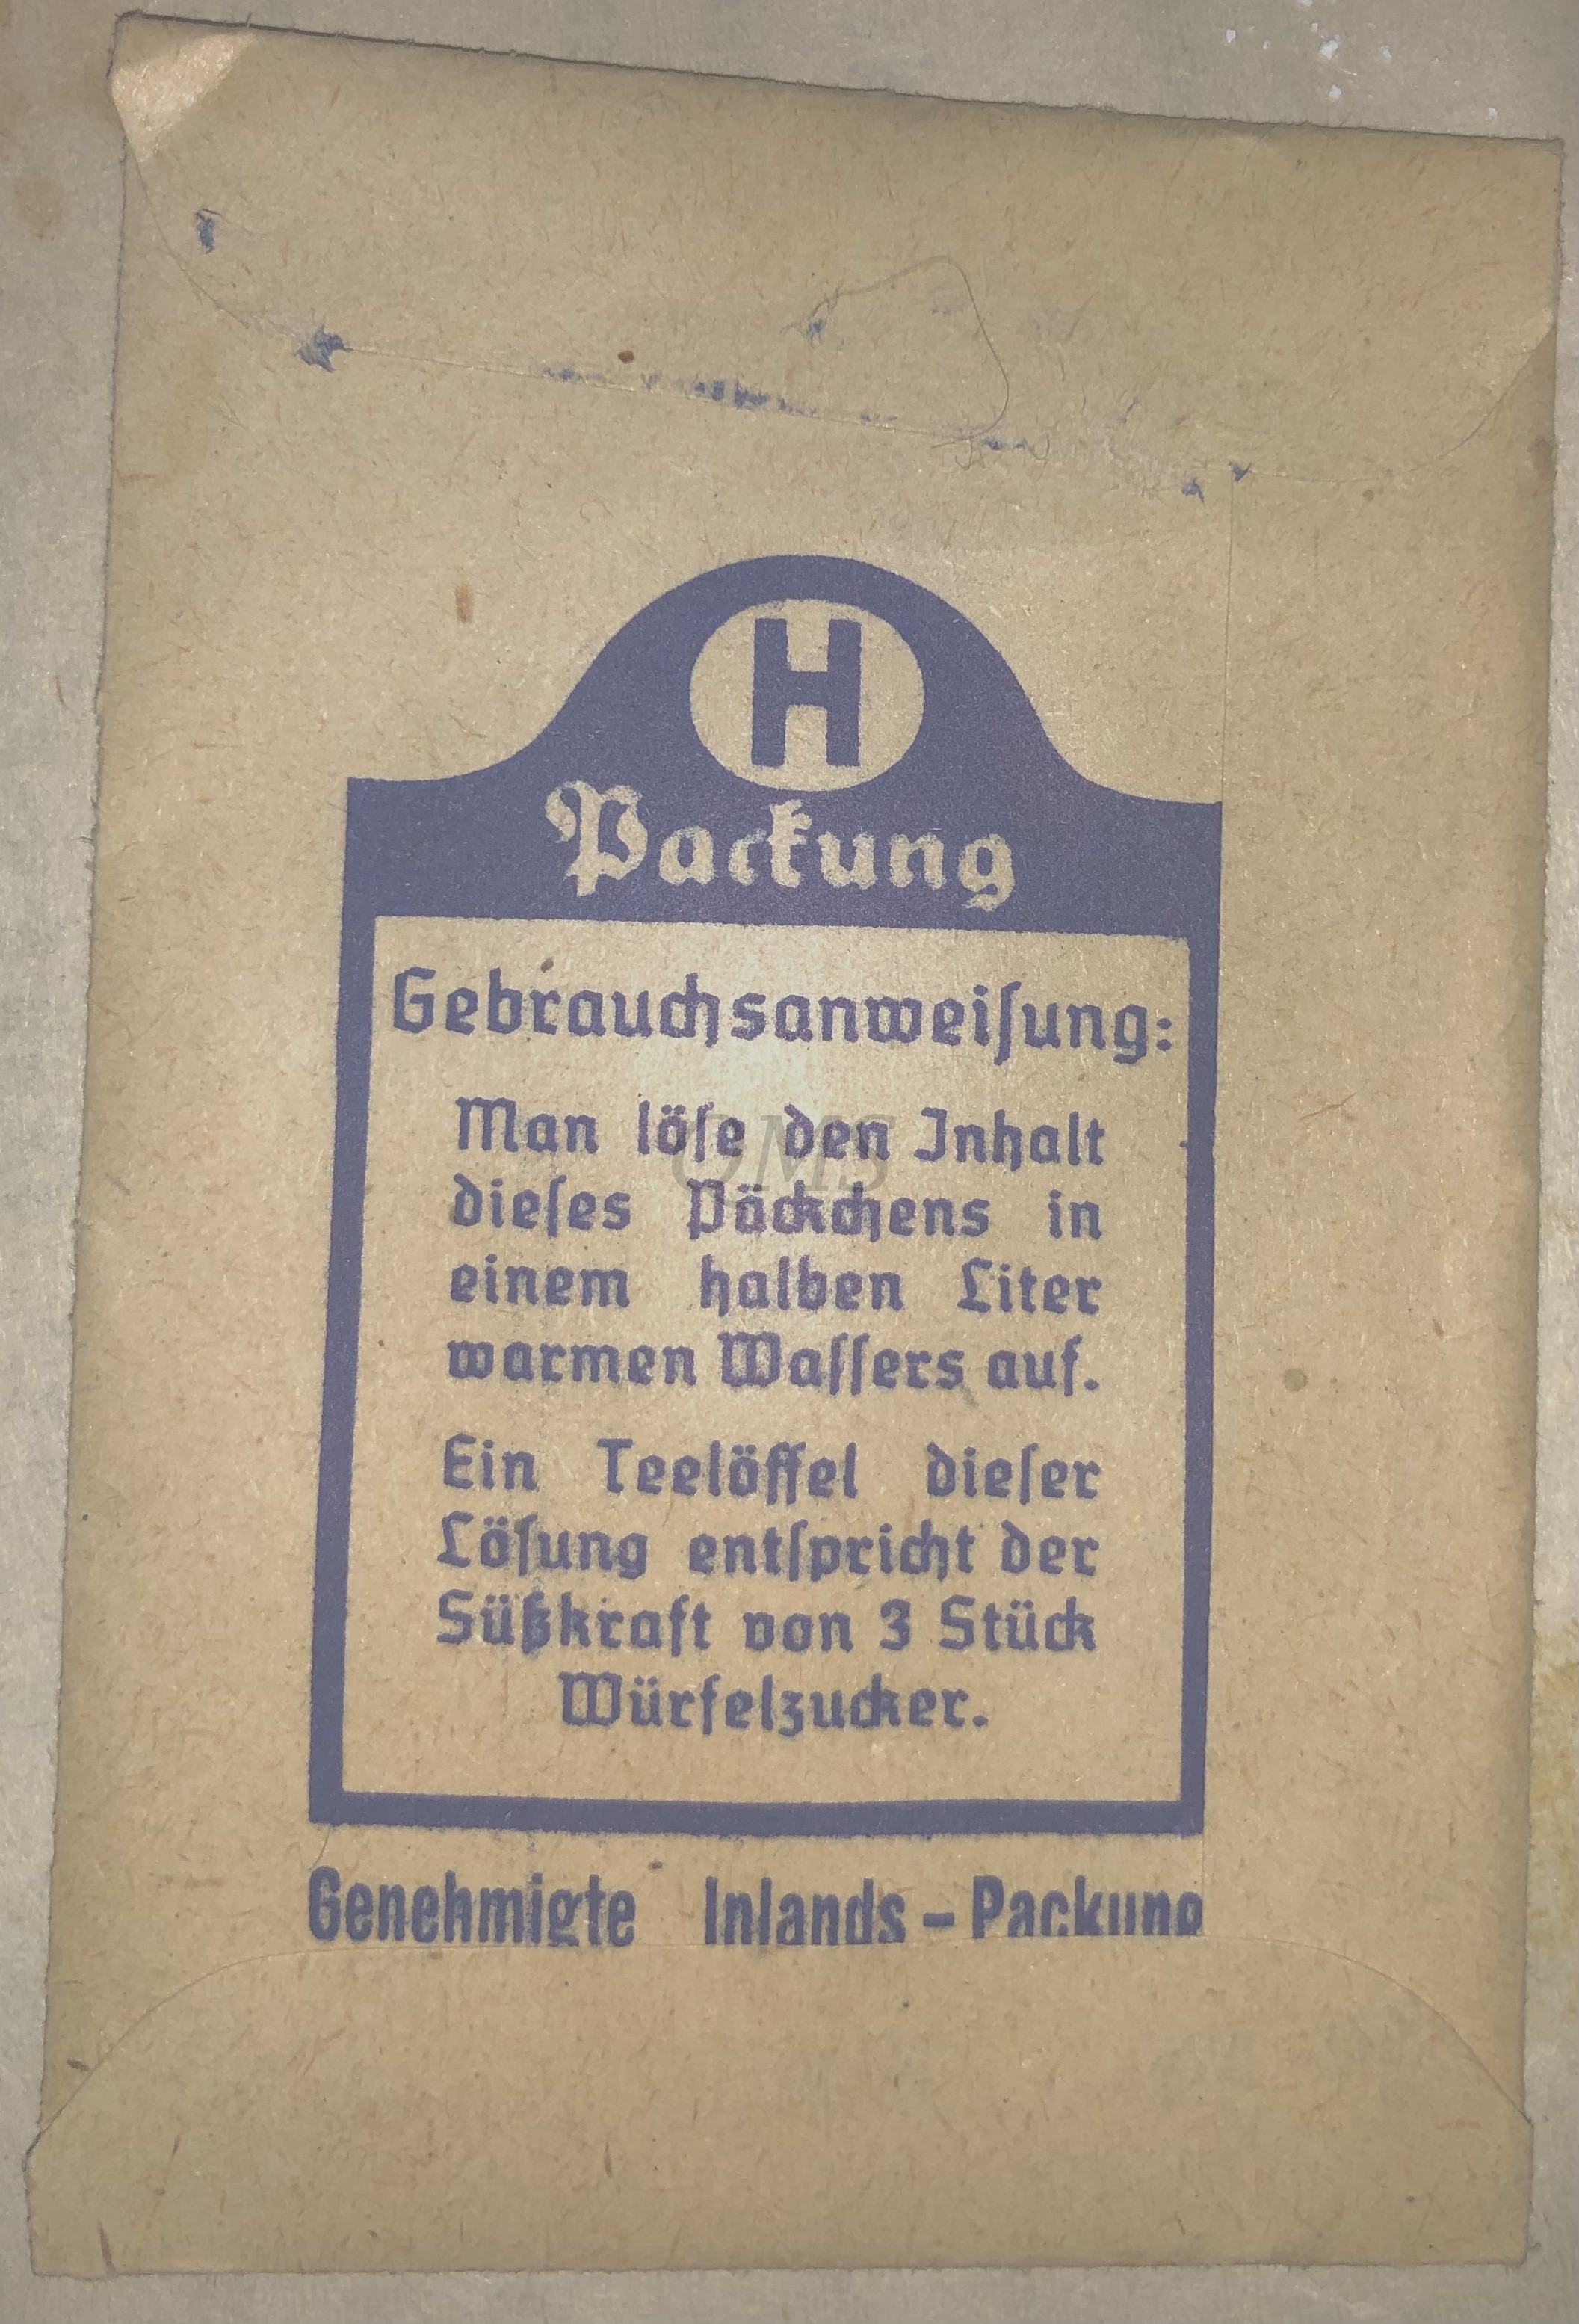 H
Packung
Gebrauchsanweiſung:
Man löſe den Inhalt
dieſes Päckchens in
einem halben Liter
warmen Waſſers auf.
Ein Teelöffel dieſer
Löſung entſpricht der
Süßkraft von 3 Stück
Würfelzucker.
Genehmigte Inlands-Packung
QMS